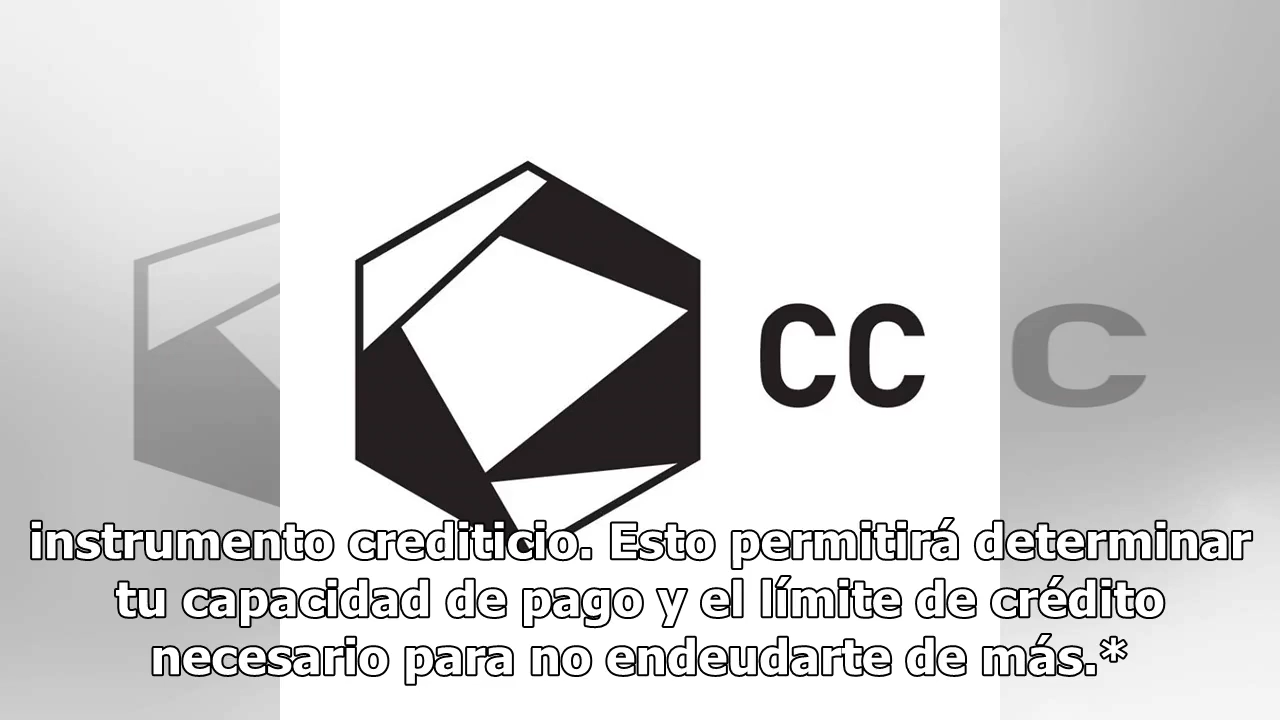 CC
C
instrumento crediticio. Esto permitirá determinar
tu capacidad de pago y el límite de crédito
necesario para no endeudarte de más.*